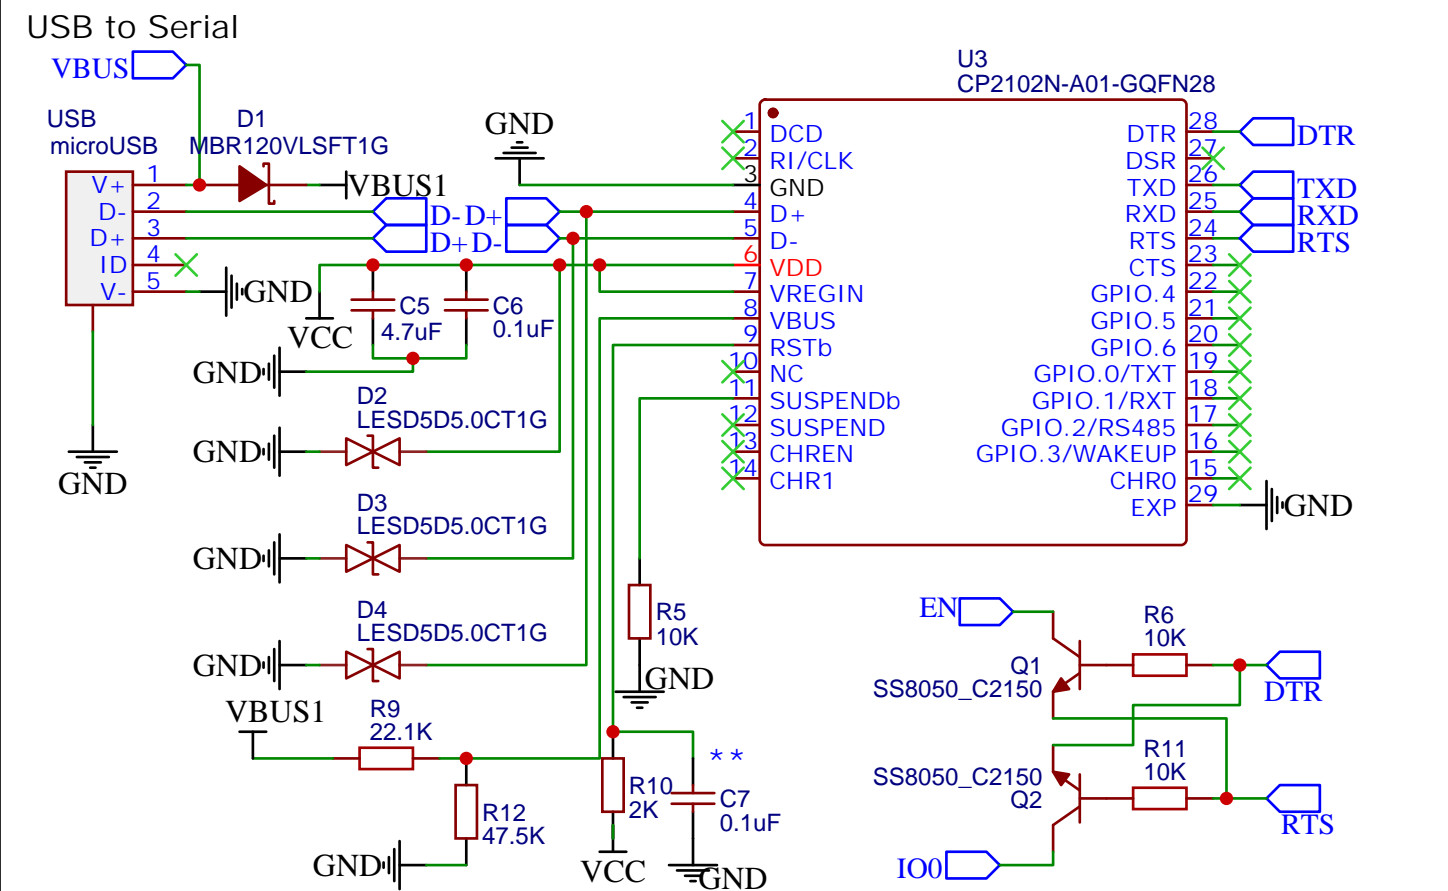 USB to Serial
VBUS
USB
microUSB
D1
MBR120VLSFT1G
VBUS1
V+ 1
D- 2
D+ 3
ID 4
V- 5
GND
GND
D- D+
D+ D-
GND
VCC
C5
4.7uF
C6
0.1uF
GND
D2
LESD5D5.0CT1G
GND
D3
LESD5D5.0CT1G
GND
D4
LESD5D5.0CT1G
GND
VBUS1
R9
22.1K
R12
47.5K
GND
R10
2K
VCC
**
C7
0.1uF
GND
R5
10K
GND
U3
CP2102N-A01-GQFN28
1 DCD
2 RI/CLK
3 GND
4 D+
5 D-
6 VDD
7 VREGIN
8 VBUS
9 RSTb
10 NC
11 SUSPENDb
12 SUSPEND
13 CHREN
14 CHR1
DTR 28 DTR
DSR 27
TXD 26 TXD
RXD 25 RXD
RTS 24 RTS
CTS 23
GPIO.4 22
GPIO.5 21
GPIO.6 20
GPIO.0/TXT 19
GPIO.1/RXT 18
GPIO.2/RS485 17
GPIO.3/WAKEUP 16
CHR0 15
EXP 29 GND
EN
R6
10K
Q1
SS8050_C2150
DTR
R11
10K
SS8050_C2150
Q2
RTS
IO0